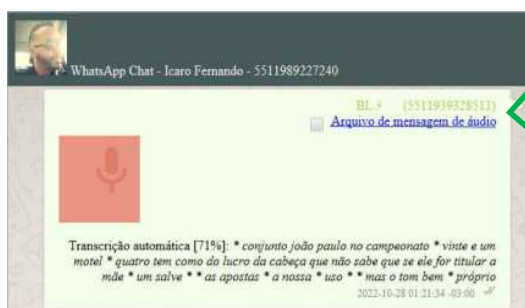 WhatsApp Chat - Icaro Fernando - 5511989227240
BL⚡ (5511939328511)
Arquivo de mensagem de áudio
Transcrição automática [71%]: * conjunto joão paulo no campeonato * vinte e um
motel * quatro tem como do lucro da cabeça que não sabe que se ele for titular a
mãe * um salve * * as apostas * a nossa * uso * * mas o tom bem * próprio
2022-10-28 01:21:34 -03:00